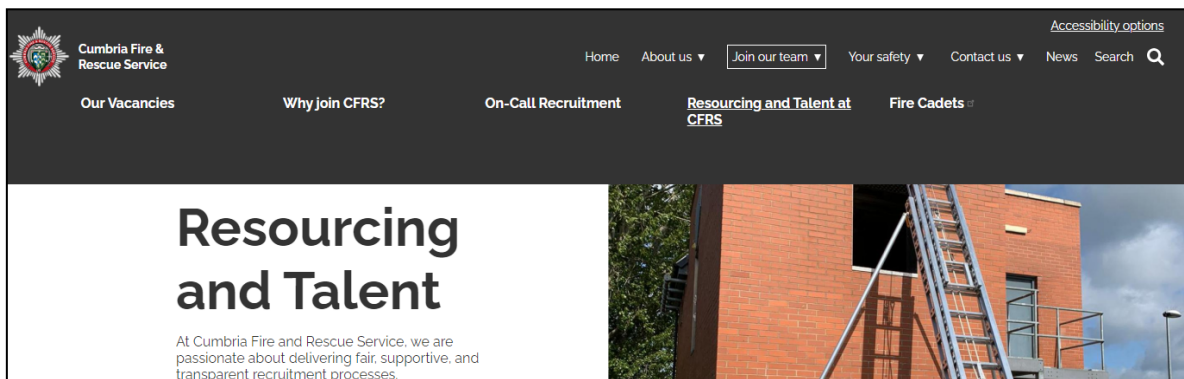 Accessibility options
Cumbria Fire &
Rescue Service
Home About us ▼ Join our team ▼ Your safety ▼ Contact us ▼ News Search
Our Vacancies Why join CFRS? On-Call Recruitment Resourcing and Talent at Fire Cadets
CFRS
Resourcing
and Talent
At Cumbria Fire and Rescue Service, we are
passionate about delivering fair, supportive, and
transparent recruitment processes.